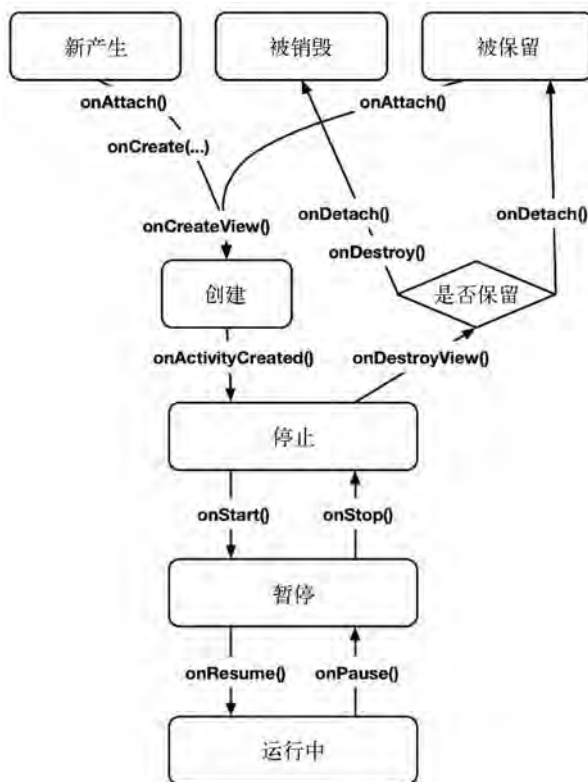 新产生
被销毁
被保留
onAttach()
onAttach()
onCreate(...)
onCreateView()
onDetach()
onDetach()
onDestroy()
创建
是否保留
onActivityCreated()
onDestroyView()
停止
onStart()
onStop()
暂停
onResume()
onPause()
运行中